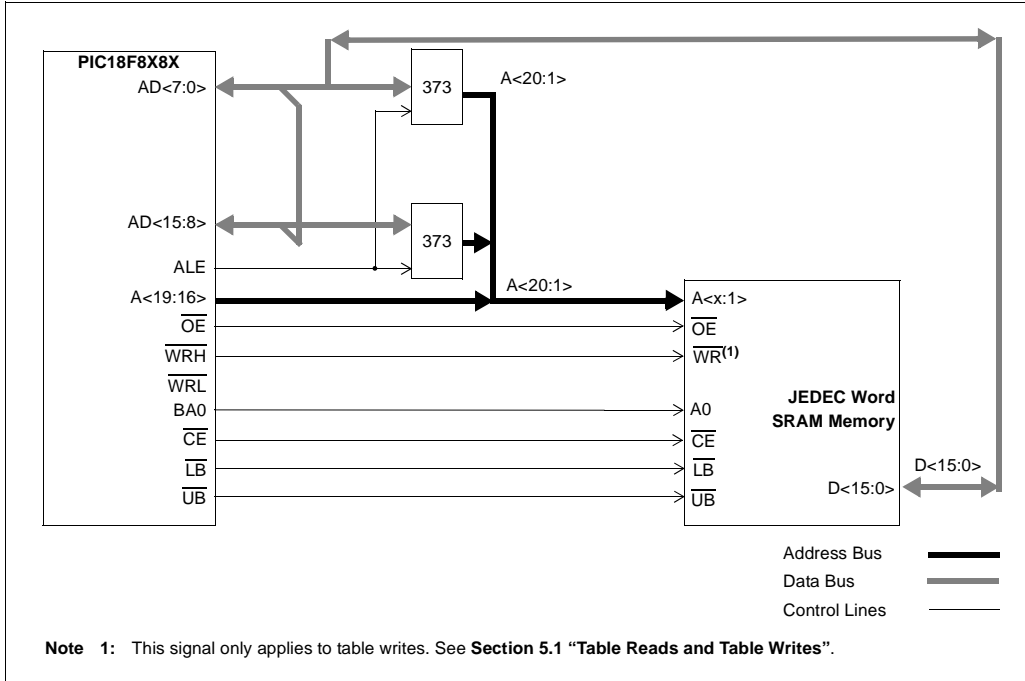 PIC18F8X8X
AD<7:0>
373
A<20:1>
AD<15:8>
373
ALE
A<19:16>
A<20:1>
A<x:1>
OE
OE
WRH
WR(1)
WRL
JEDEC Word
SRAM Memory
BA0
A0
CE
CE
LB
LB
D<15:0>
D<15:0>
UB
UB
Address Bus
Data Bus
Control Lines
Note 1: This signal only applies to table writes. See Section 5.1 “Table Reads and Table Writes”.